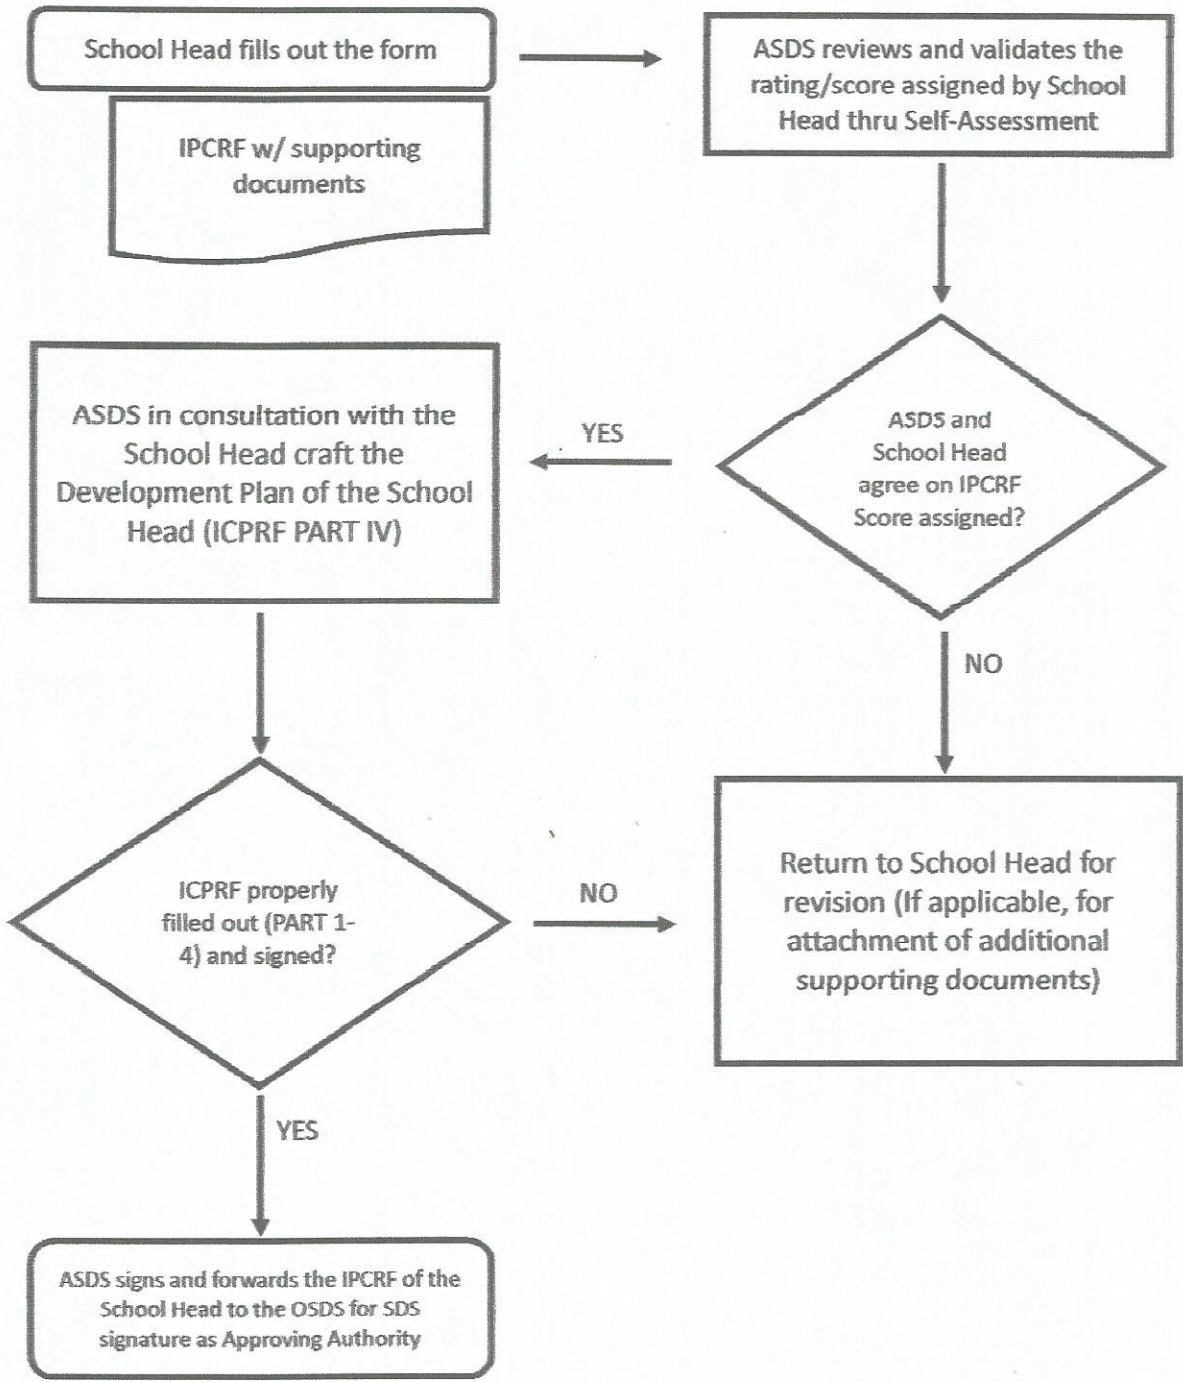 School Head fills out the form
IPCRF w/ supporting
documents
ASDS reviews and validates the
rating/score assigned by School
Head thru Self-Assessment
ASDS and
School Head
agree on IPCRF
Score assigned?
YES
NO
ASDS in consultation with the
School Head craft the
Development Plan of the School
Head (ICPRF PART IV)
ICPRF properly
filled out (PART 1-
4) and signed?
NO
Return to School Head for
revision (If applicable, for
attachment of additional
supporting documents)
YES
ASDS signs and forwards the IPCRF of the
School Head to the OSDS for SDS
signature as Approving Authority